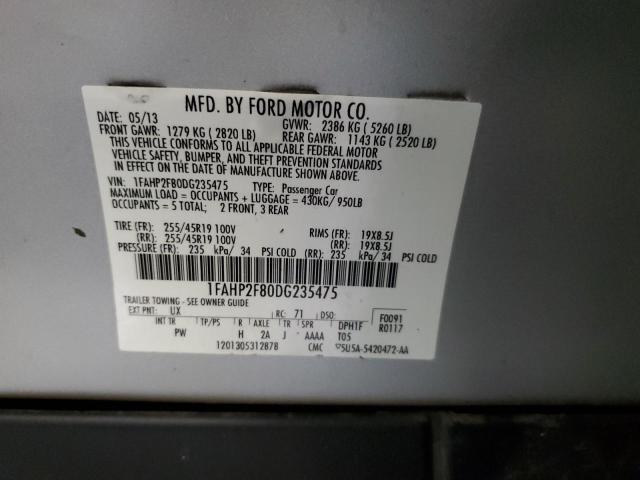 MFD. BY FORD MOTOR CO.
DATE: 05/13 GVWR: 2386 KG ( 5260 LB)
FRONT GAWR: 1279 KG ( 2820 LB) REAR GAWR: 1143 KG ( 2520 LB)
THIS VEHICLE CONFORMS TO ALL APPLICABLE FEDERAL MOTOR
VEHICLE SAFETY, BUMPER, AND THEFT PREVENTION STANDARDS
IN EFFECT ON THE DATE OF MANUFACTURE SHOWN ABOVE.
VIN: 1FAHP2F80DG235475 TYPE: Passenger Car
MAXIMUM LOAD = OCCUPANTS + LUGGAGE = 430KG/ 950LB
OCCUPANTS = 5 TOTAL; 2 FRONT, 3 REAR
TIRE (FR): 255/45R19 100V RIMS (FR): 19X8.5J
(RR): 255/45R19 100V (RR): 19X8.5J
PRESSURE (FR): 235 kPa/ 34 PSI COLD (RR): 235 kPa/ 34 PSI COLD
1FAHP2F80DG235475
TRAILER TOWING - SEE OWNER GUIDE
EXT PNT: UX RC: 71 DSO: F0091
INT TR TP/PS R AXLE TR SPR DPH1F R0117
PW H 2A J AAAA T05
1201305312878 CMC 5U5A-5420472-AA